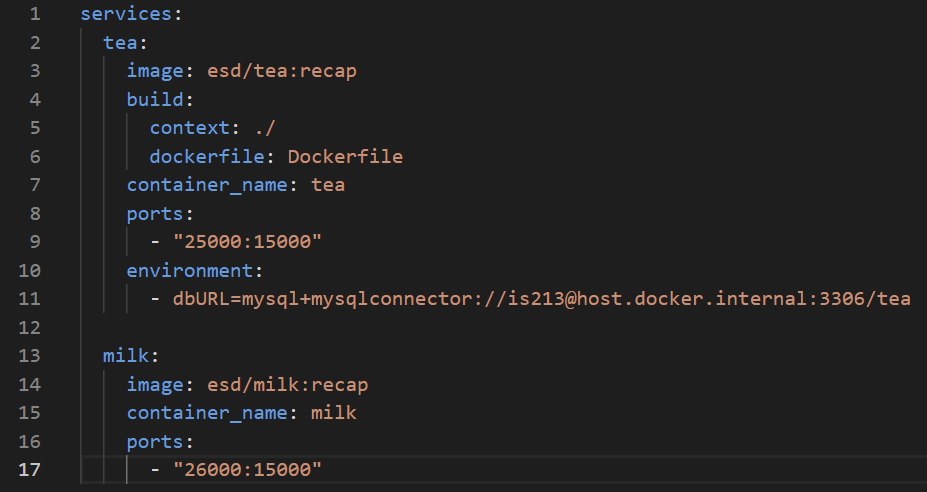 1 services:
2   tea:
3     image: esd/tea:recap
4     build:
5       context: ./
6       dockerfile: Dockerfile
7     container_name: tea
8     ports:
9       - "25000:15000"
10     environment:
11       - dbURL=mysql+mysqlconnector://is213@host.docker.internal:3306/tea
12
13   milk:
14     image: esd/milk:recap
15     container_name: milk
16     ports:
17       - "26000:15000"